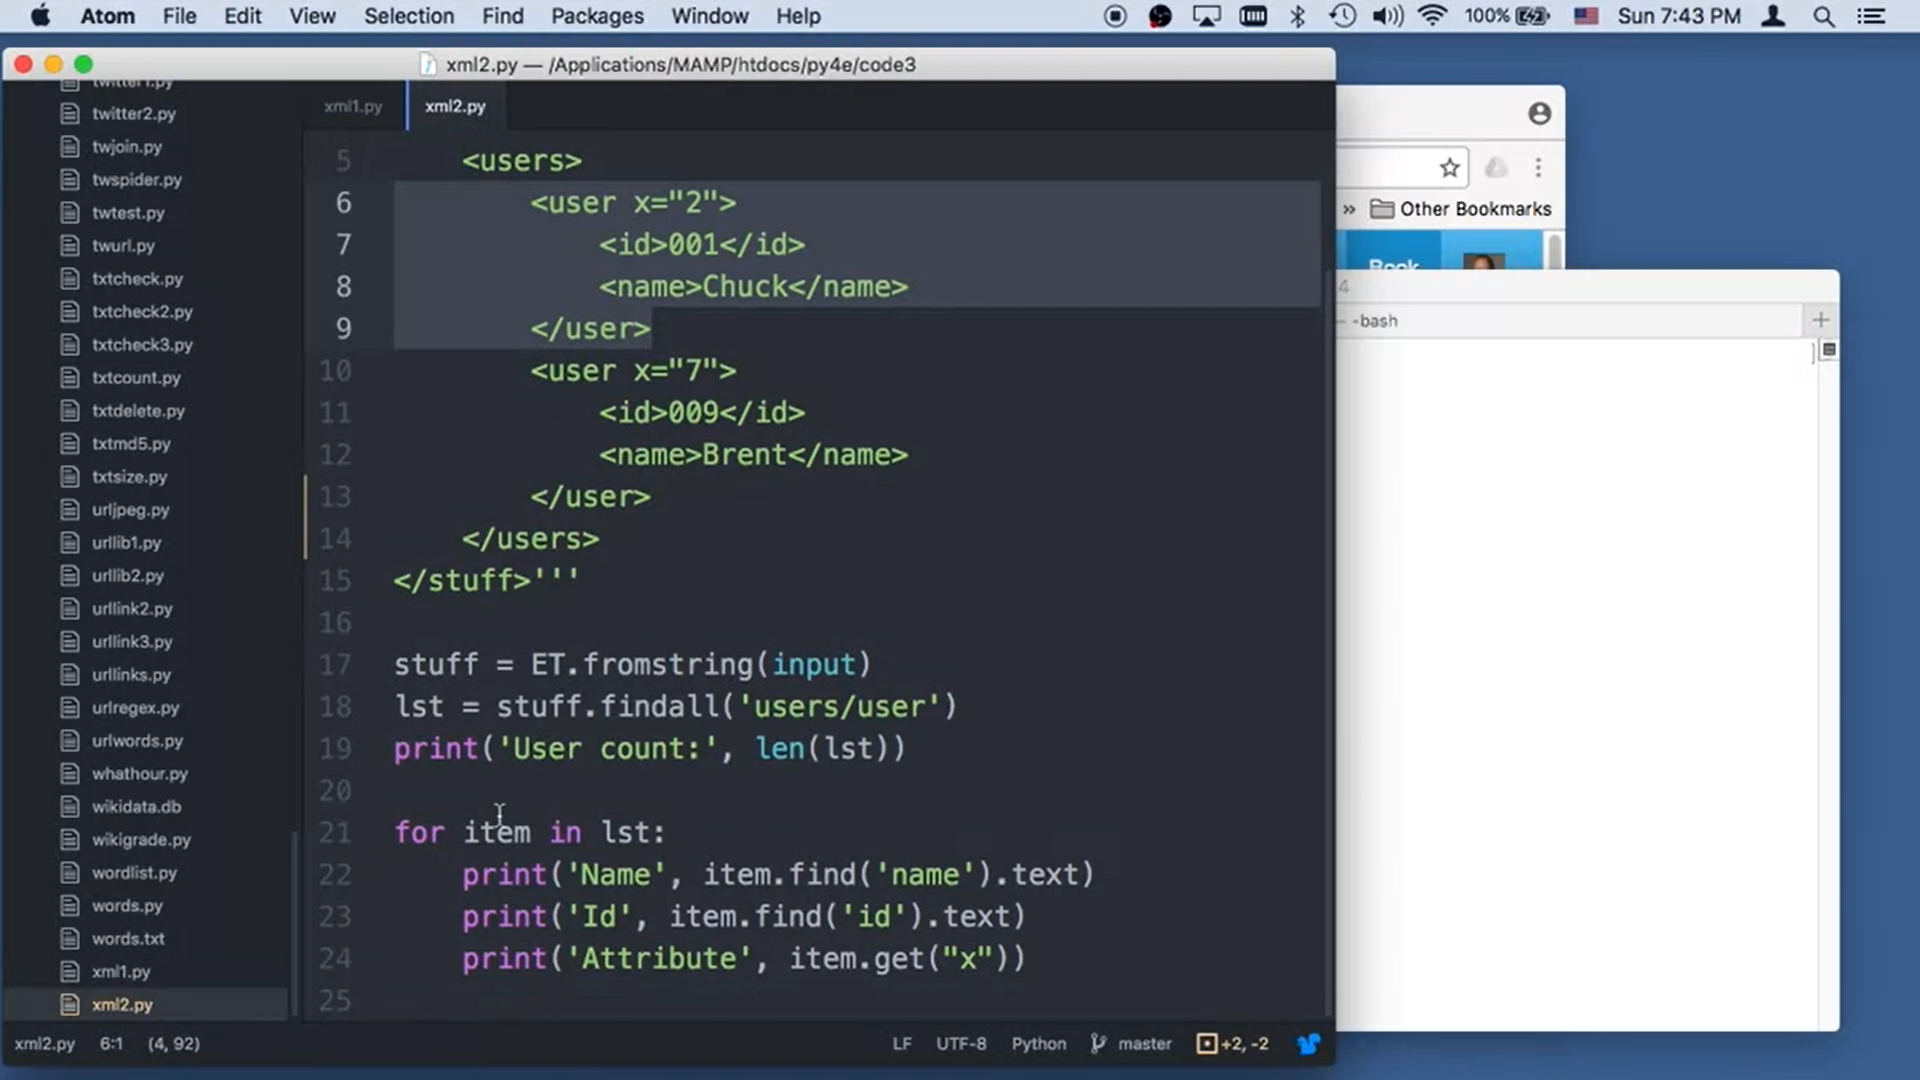 Atom File Edit View Selection Find Packages Window Help 100% Sun 7:43 PM
xml2.py — /Applications/MAMP/htdocs/py4e/code3
xml1.py xml2.py
twitter1.py
twitter2.py
twjoin.py
twspider.py
twtest.py
twurl.py
txtcheck.py
txtcheck2.py
txtcheck3.py
txtcount.py
txtdelete.py
txtmd5.py
txtsize.py
urljpeg.py
urllib1.py
urllib2.py
urllink2.py
urllink3.py
urllinks.py
urlregex.py
urlwords.py
whathour.py
wikidata.db
wikigrade.py
wordlist.py
words.py
words.txt
xml1.py
xml2.py
5 <users>
6 <user x="2">
7 <id>001</id>
8 <name>Chuck</name>
9 </user>
10 <user x="7">
11 <id>009</id>
12 <name>Brent</name>
13 </user>
14 </users>
15 </stuff>'''
16
17 stuff = ET.fromstring(input)
18 lst = stuff.findall('users/user')
19 print('User count:', len(lst))
20
21 for item in lst:
22 print('Name', item.find('name').text)
23 print('Id', item.find('id').text)
24 print('Attribute', item.get("x"))
25
xml2.py 6:1 (4, 92) LF UTF-8 Python master +2, -2
» Other Bookmarks
Book
4
-bash +